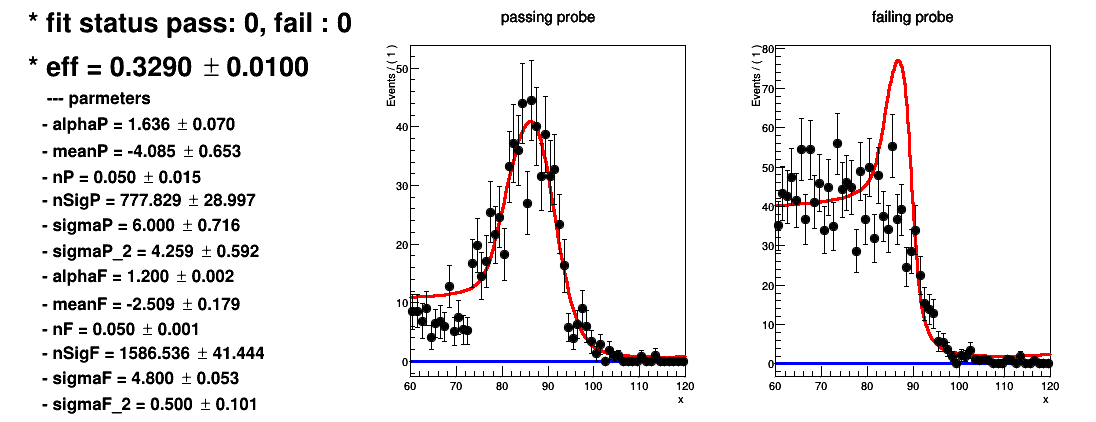 * fit status pass: 0, fail : 0
* eff = 0.3290 ± 0.0100
--- parmeters
- alphaP = 1.636 ± 0.070
- meanP = -4.085 ± 0.653
- nP = 0.050 ± 0.015
- nSigP = 777.829 ± 28.997
- sigmaP = 6.000 ± 0.716
- sigmaP_2 = 4.259 ± 0.592
- alphaF = 1.200 ± 0.002
- meanF = -2.509 ± 0.179
- nF = 0.050 ± 0.001
- nSigF = 1586.536 ± 41.444
- sigmaF = 4.800 ± 0.053
- sigmaF_2 = 0.500 ± 0.101
passing probe
Events / ( 1 )
50
40
30
20
10
0
60 70 80 90 100 110 120
x
failing probe
Events / ( 1 )
80
70
60
50
40
30
20
10
0
60 70 80 90 100 110 120
x